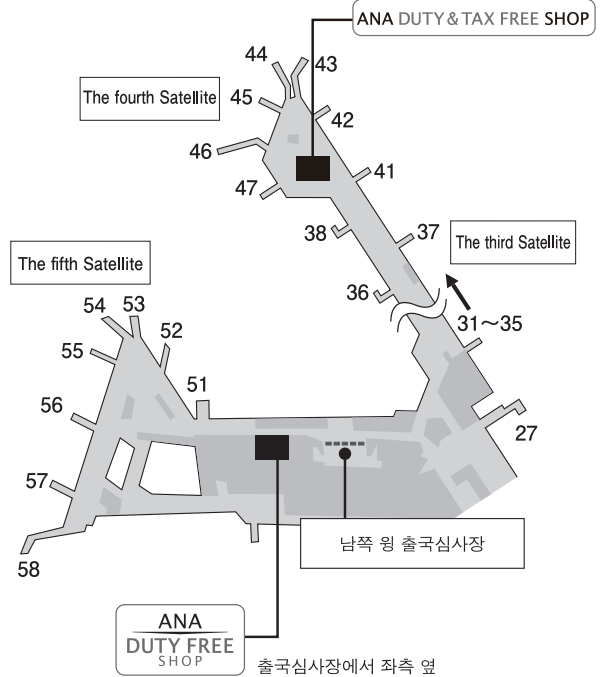 ANA DUTY & TAX FREE SHOP
44
43
The fourth Satellite
45
42
46
41
47
38
37
The third Satellite
The fifth Satellite
36
54
53
31～35
52
55
51
56
27
57
남쪽 윙 출국심사장
58
ANA
DUTY FREE
SHOP
출국심사장에서 좌측 옆